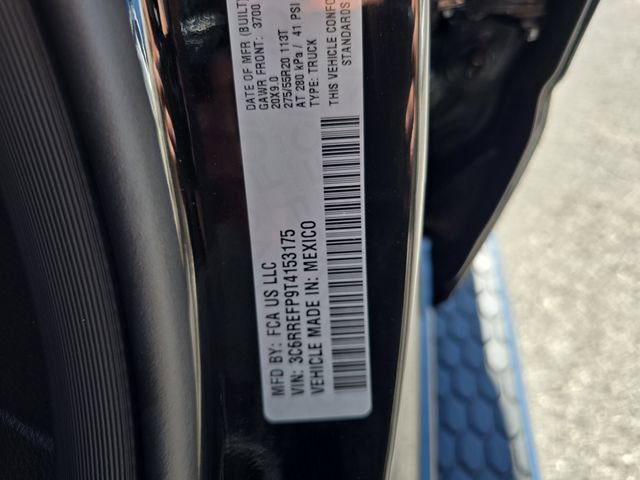 MFD BY: FCA US LLC
VIN: 3C6RREFP9T4153175
VEHICLE MADE IN: MEXICO
DATE OF MFR (BUILT
GAWR FRONT: 3700
20X9.0
275/55R20 113T
AT 280 kPa / 41 PSI
TYPE: TRUCK
THIS VEHICLE CONFO
STANDARDS